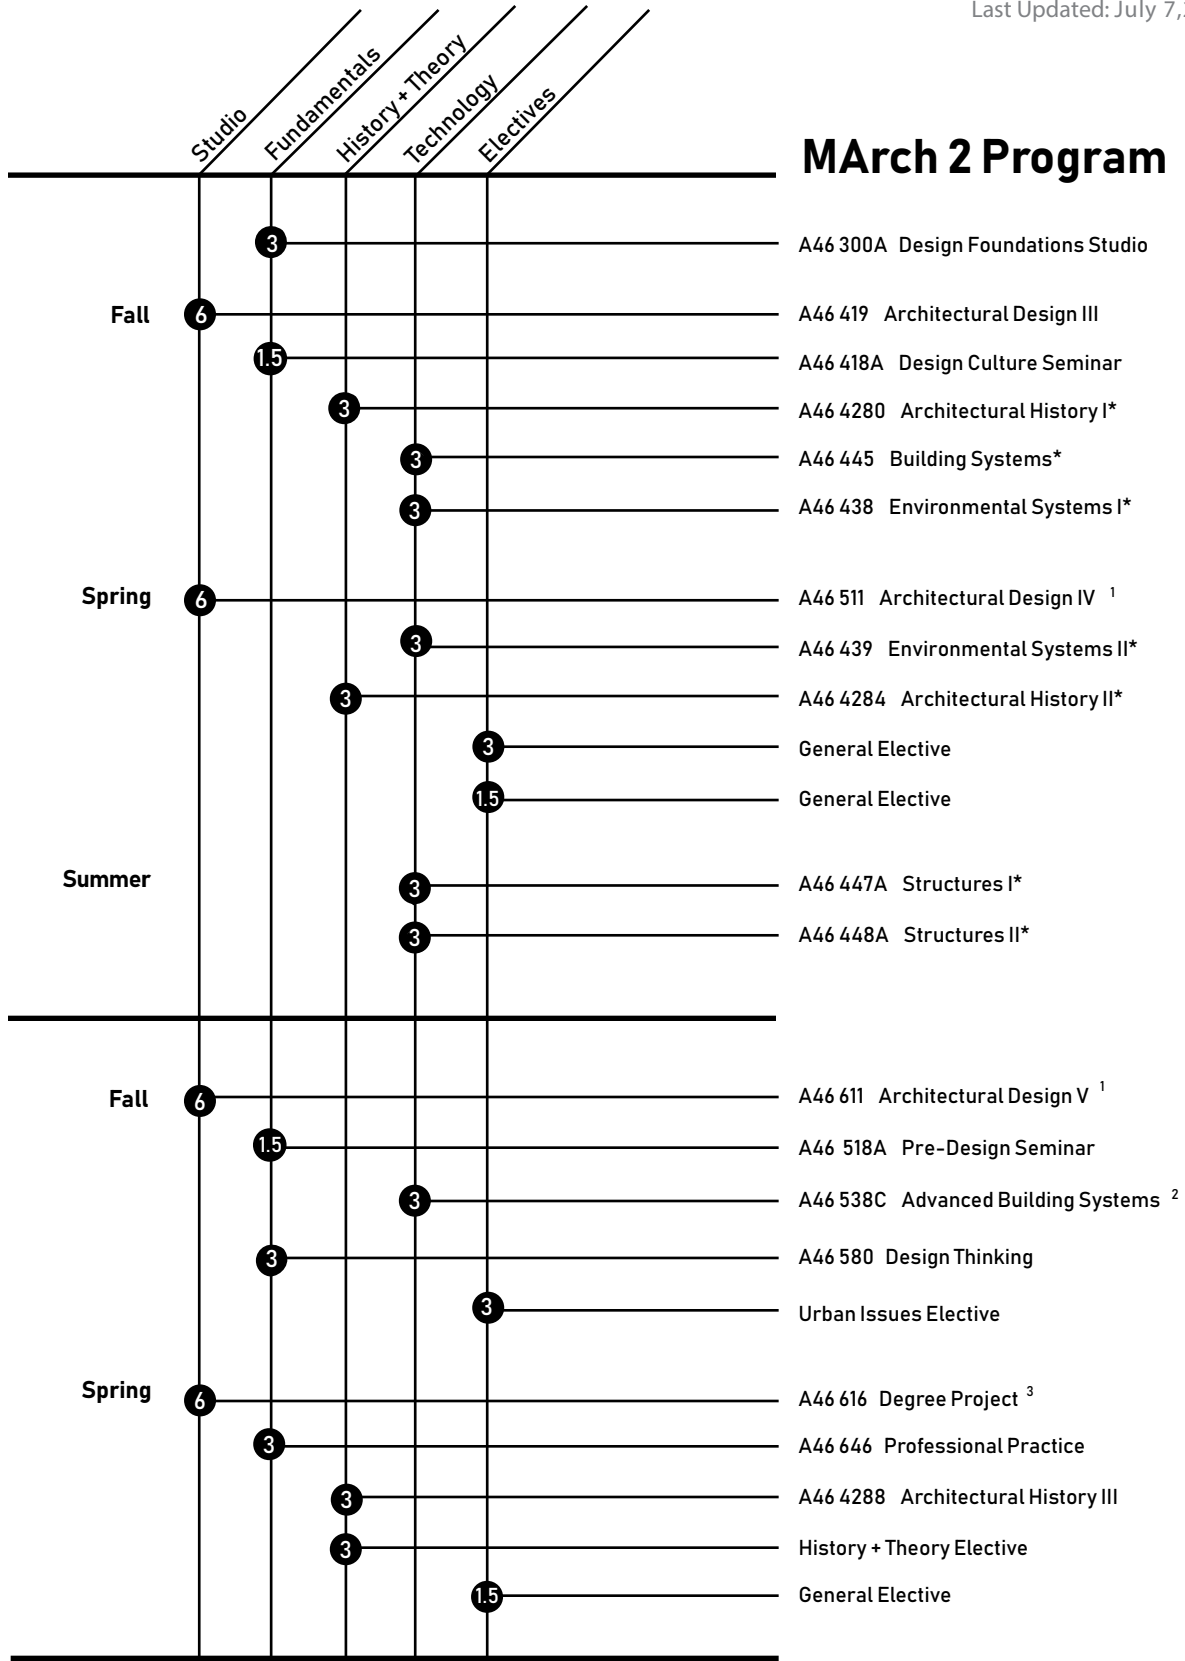 Last Updated: July 7,
Studio
Fundamentals
History + Theory
Technology
Electives
MArch 2 Program
3 A46 300A Design Foundations Studio
Fall 6 A46 419 Architectural Design III
1.5 A46 418A Design Culture Seminar
3 A46 4280 Architectural History I*
3 A46 445 Building Systems*
3 A46 438 Environmental Systems I*
Spring 6 A46 511 Architectural Design IV 1
3 A46 439 Environmental Systems II*
3 A46 4284 Architectural History II*
3 General Elective
1.5 General Elective
Summer
3 A46 447A Structures I*
3 A46 448A Structures II*
Fall 6 A46 611 Architectural Design V 1
1.5 A46 518A Pre-Design Seminar
3 A46 538C Advanced Building Systems 2
3 A46 580 Design Thinking
3 Urban Issues Elective
Spring 6 A46 616 Degree Project 3
3 A46 646 Professional Practice
3 A46 4288 Architectural History III
3 History + Theory Elective
1.5 General Elective